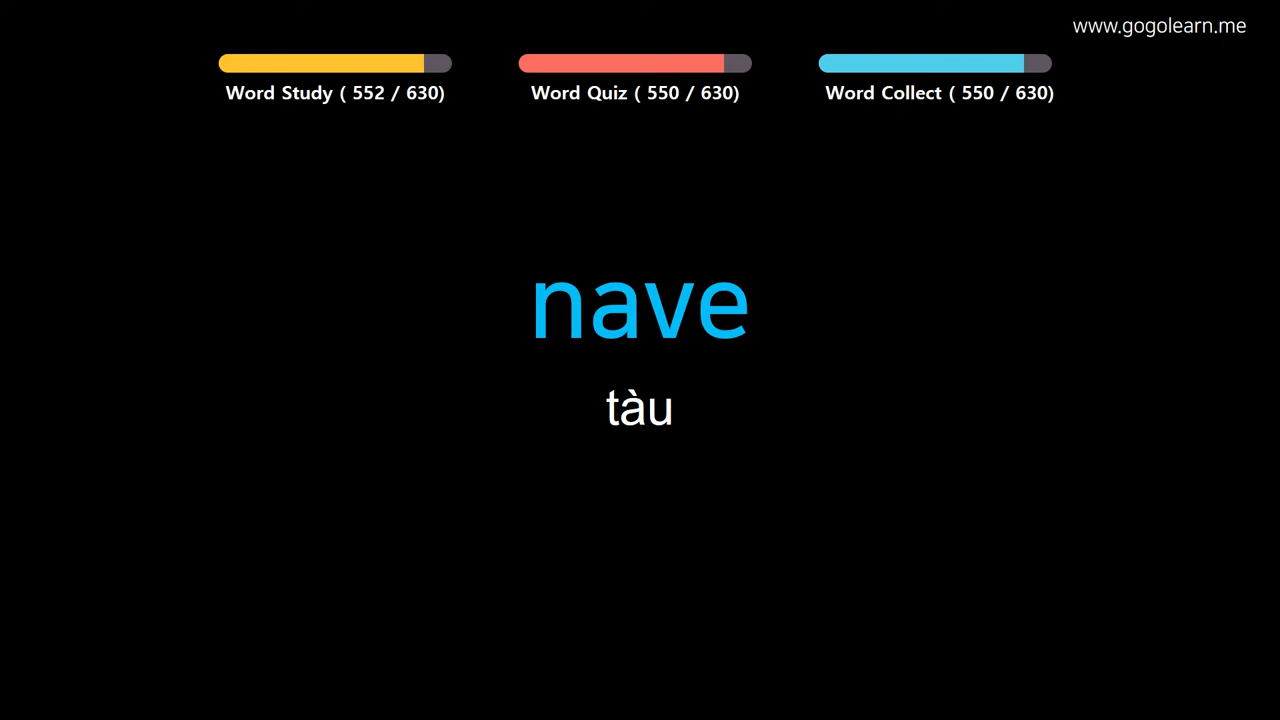 www.gogolearn.me
Word Study ( 552 / 630)
Word Quiz ( 550 / 630)
Word Collect ( 550 / 630)
nave
tàu